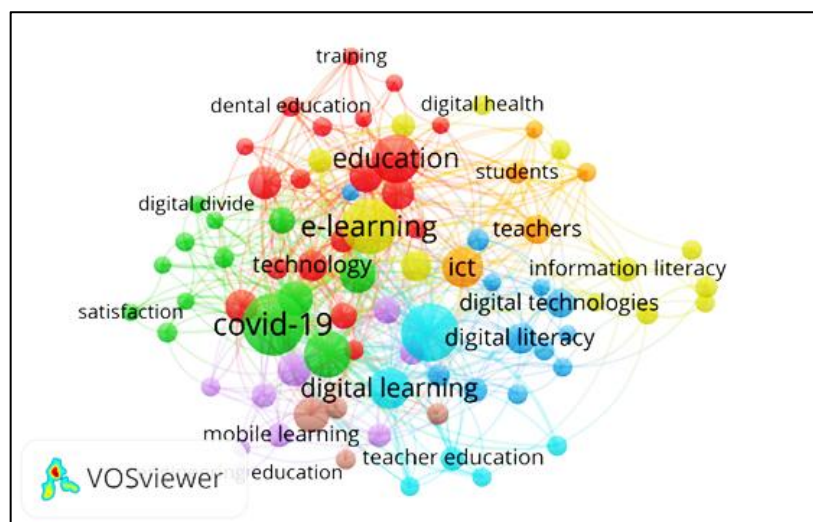 training
dental education
digital health
education
students
digital divide
e-learning
teachers
technology
ict
information literacy
digital technologies
satisfaction
covid-19
digital literacy
digital learning
mobile learning
teacher education
education
VOSviewer